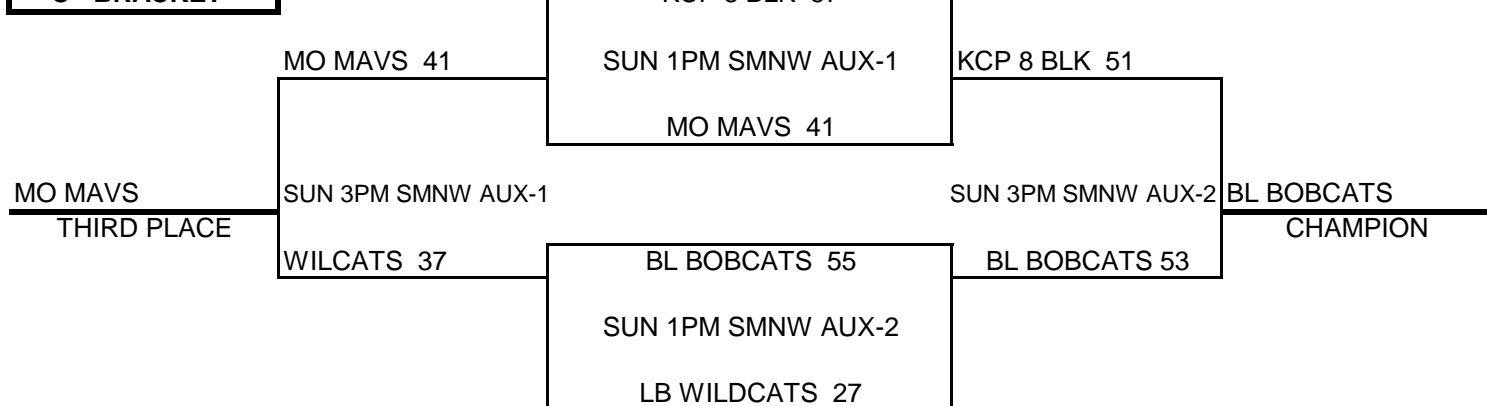 MO MAVS 41 SUN 1PM SMNW AUX-1 KCP 8 BLK 51
MO MAVS 41
MO MAVS SUN 3PM SMNW AUX-1 SUN 3PM SMNW AUX-2 BL BOBCATS
THIRD PLACE CHAMPION
WILCATS 37 BL BOBCATS 55 BL BOBCATS 53
SUN 1PM SMNW AUX-2
LB WILDCATS 27